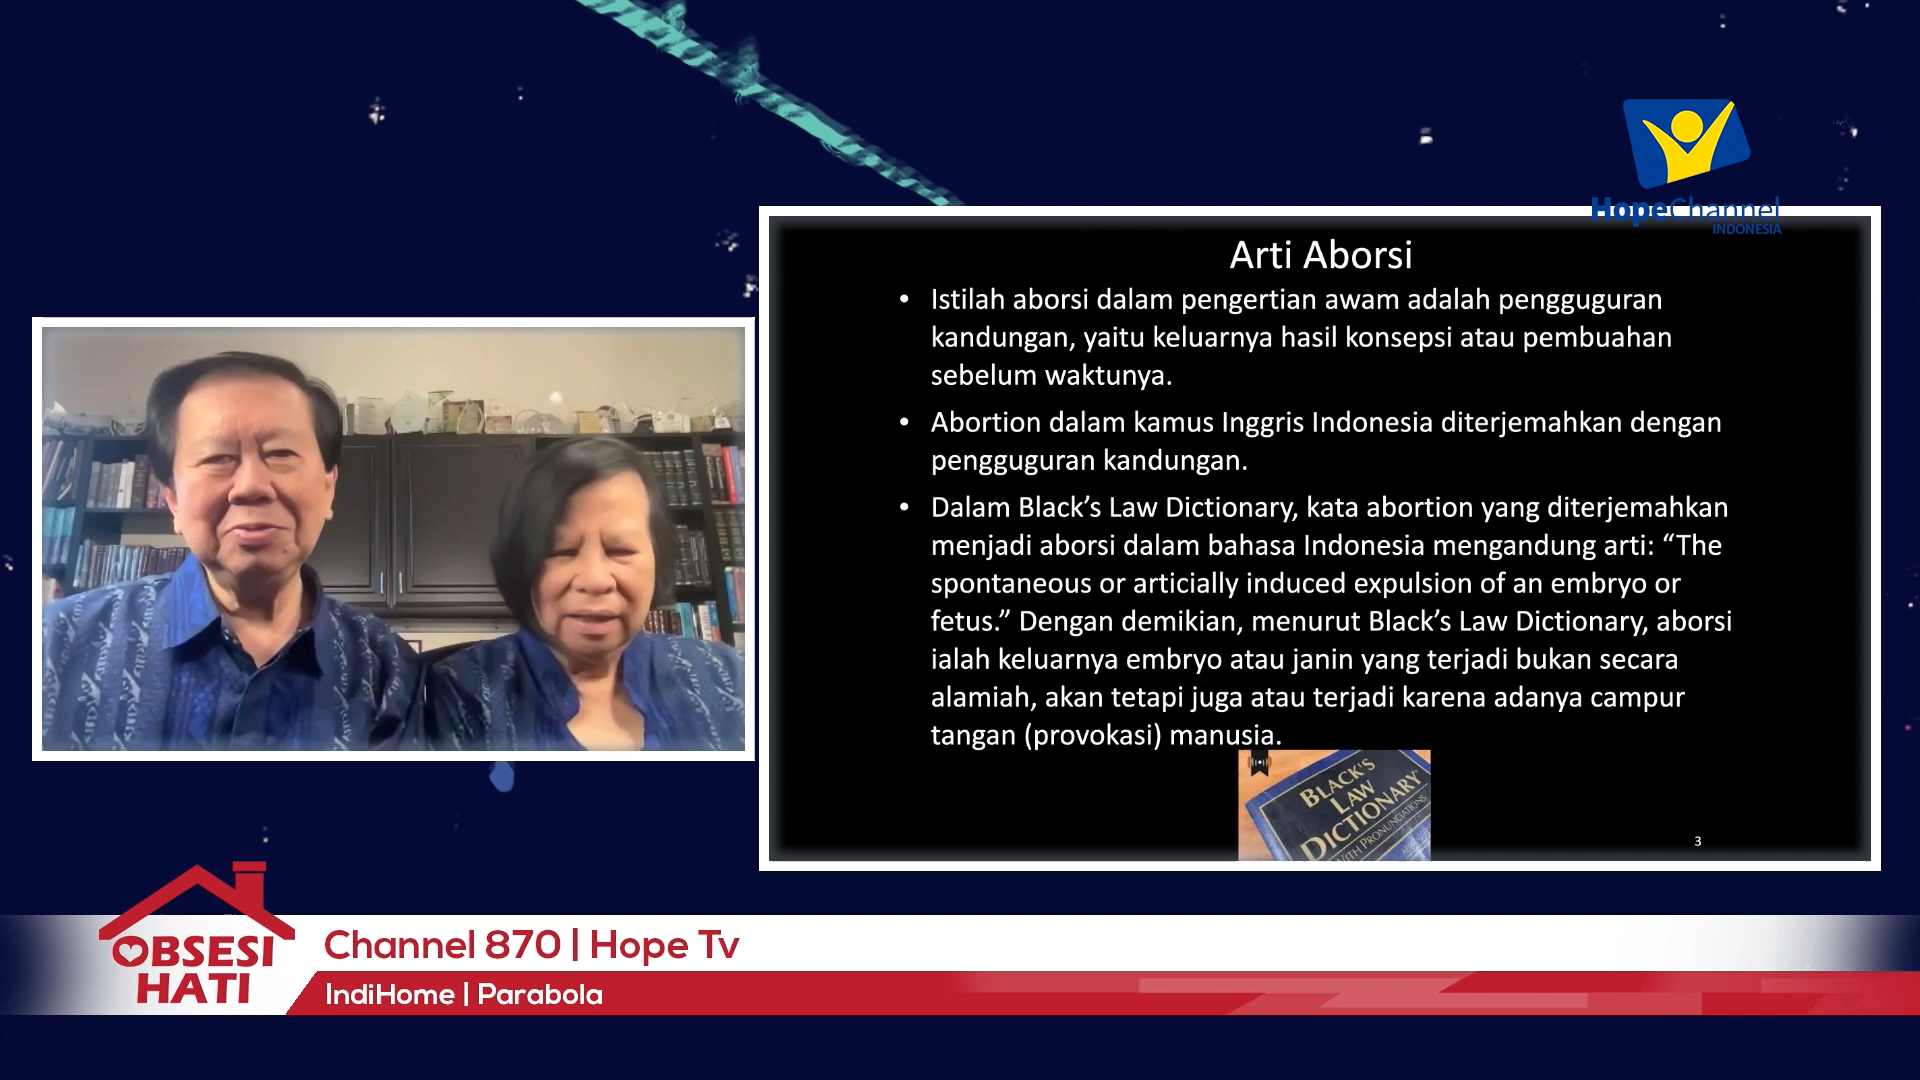 HopeChannel
INDONESIA
Arti Aborsi
• Istilah aborsi dalam pengertian awam adalah pengguguran
kandungan, yaitu keluarnya hasil konsepsi atau pembuahan
sebelum waktunya.
• Abortion dalam kamus Inggris Indonesia diterjemahkan dengan
pengguguran kandungan.
• Dalam Black’s Law Dictionary, kata abortion yang diterjemahkan
menjadi aborsi dalam bahasa Indonesia mengandung arti: “The
spontaneous or articially induced expulsion of an embryo or
fetus.” Dengan demikian, menurut Black’s Law Dictionary, aborsi
ialah keluarnya embryo atau janin yang terjadi bukan secara
alamiah, akan tetapi juga atau terjadi karena adanya campur
tangan (provokasi) manusia.
BLACK'S
LAW
DICTIONARY
WITH PRONUNCIATIONS
3
OBSESI
HATI
Channel 870 | Hope Tv
IndiHome | Parabola